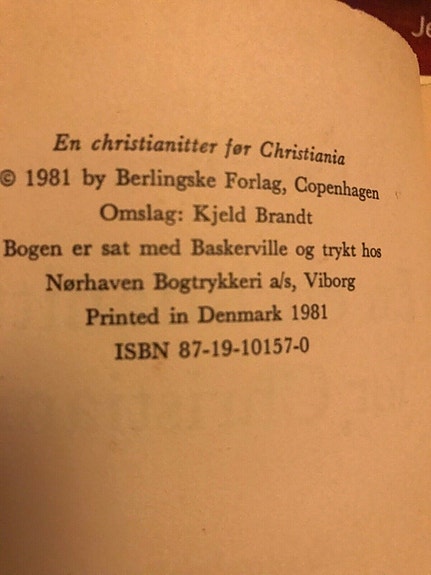 En christianitter før Christiania
© 1981 by Berlingske Forlag, Copenhagen
Omslag: Kjeld Brandt
Bogen er sat med Baskerville og trykt hos
Nørhaven Bogtrykkeri a/s, Viborg
Printed in Denmark 1981
ISBN 87-19-10157-0